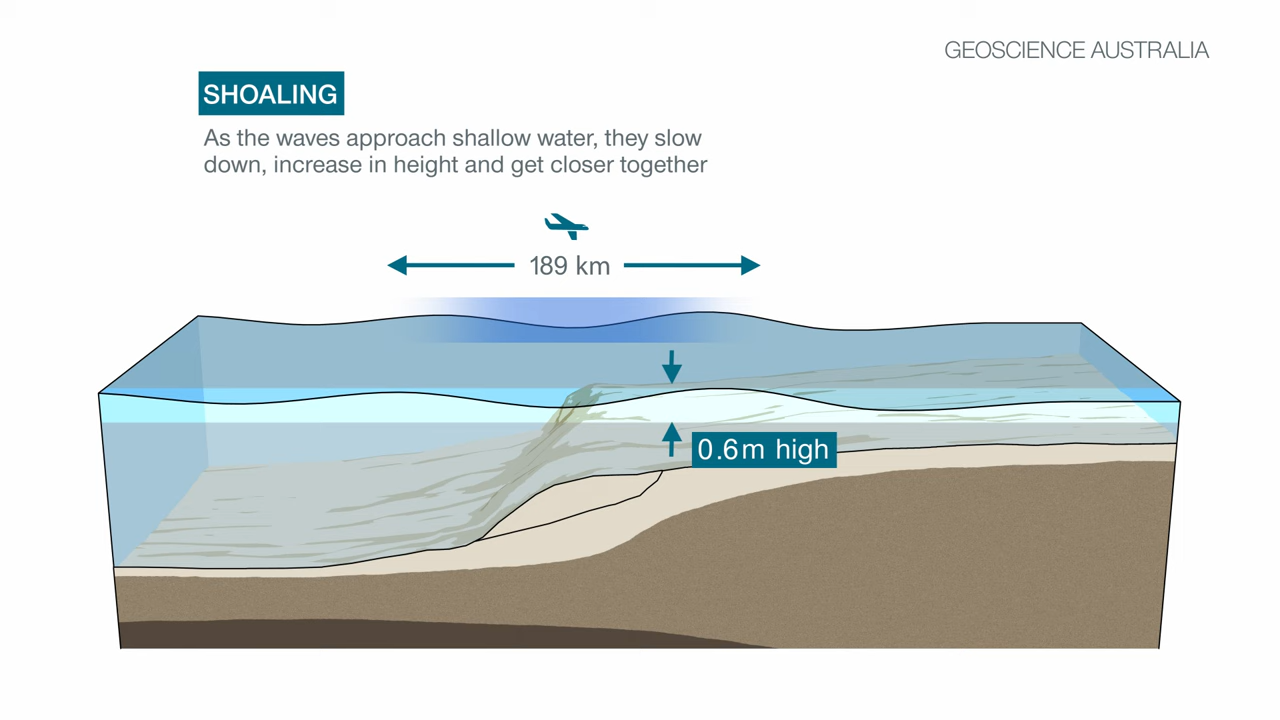 GEOSCIENCE AUSTRALIA
SHOALING
As the waves approach shallow water, they slow
down, increase in height and get closer together
189 km
0.6m high